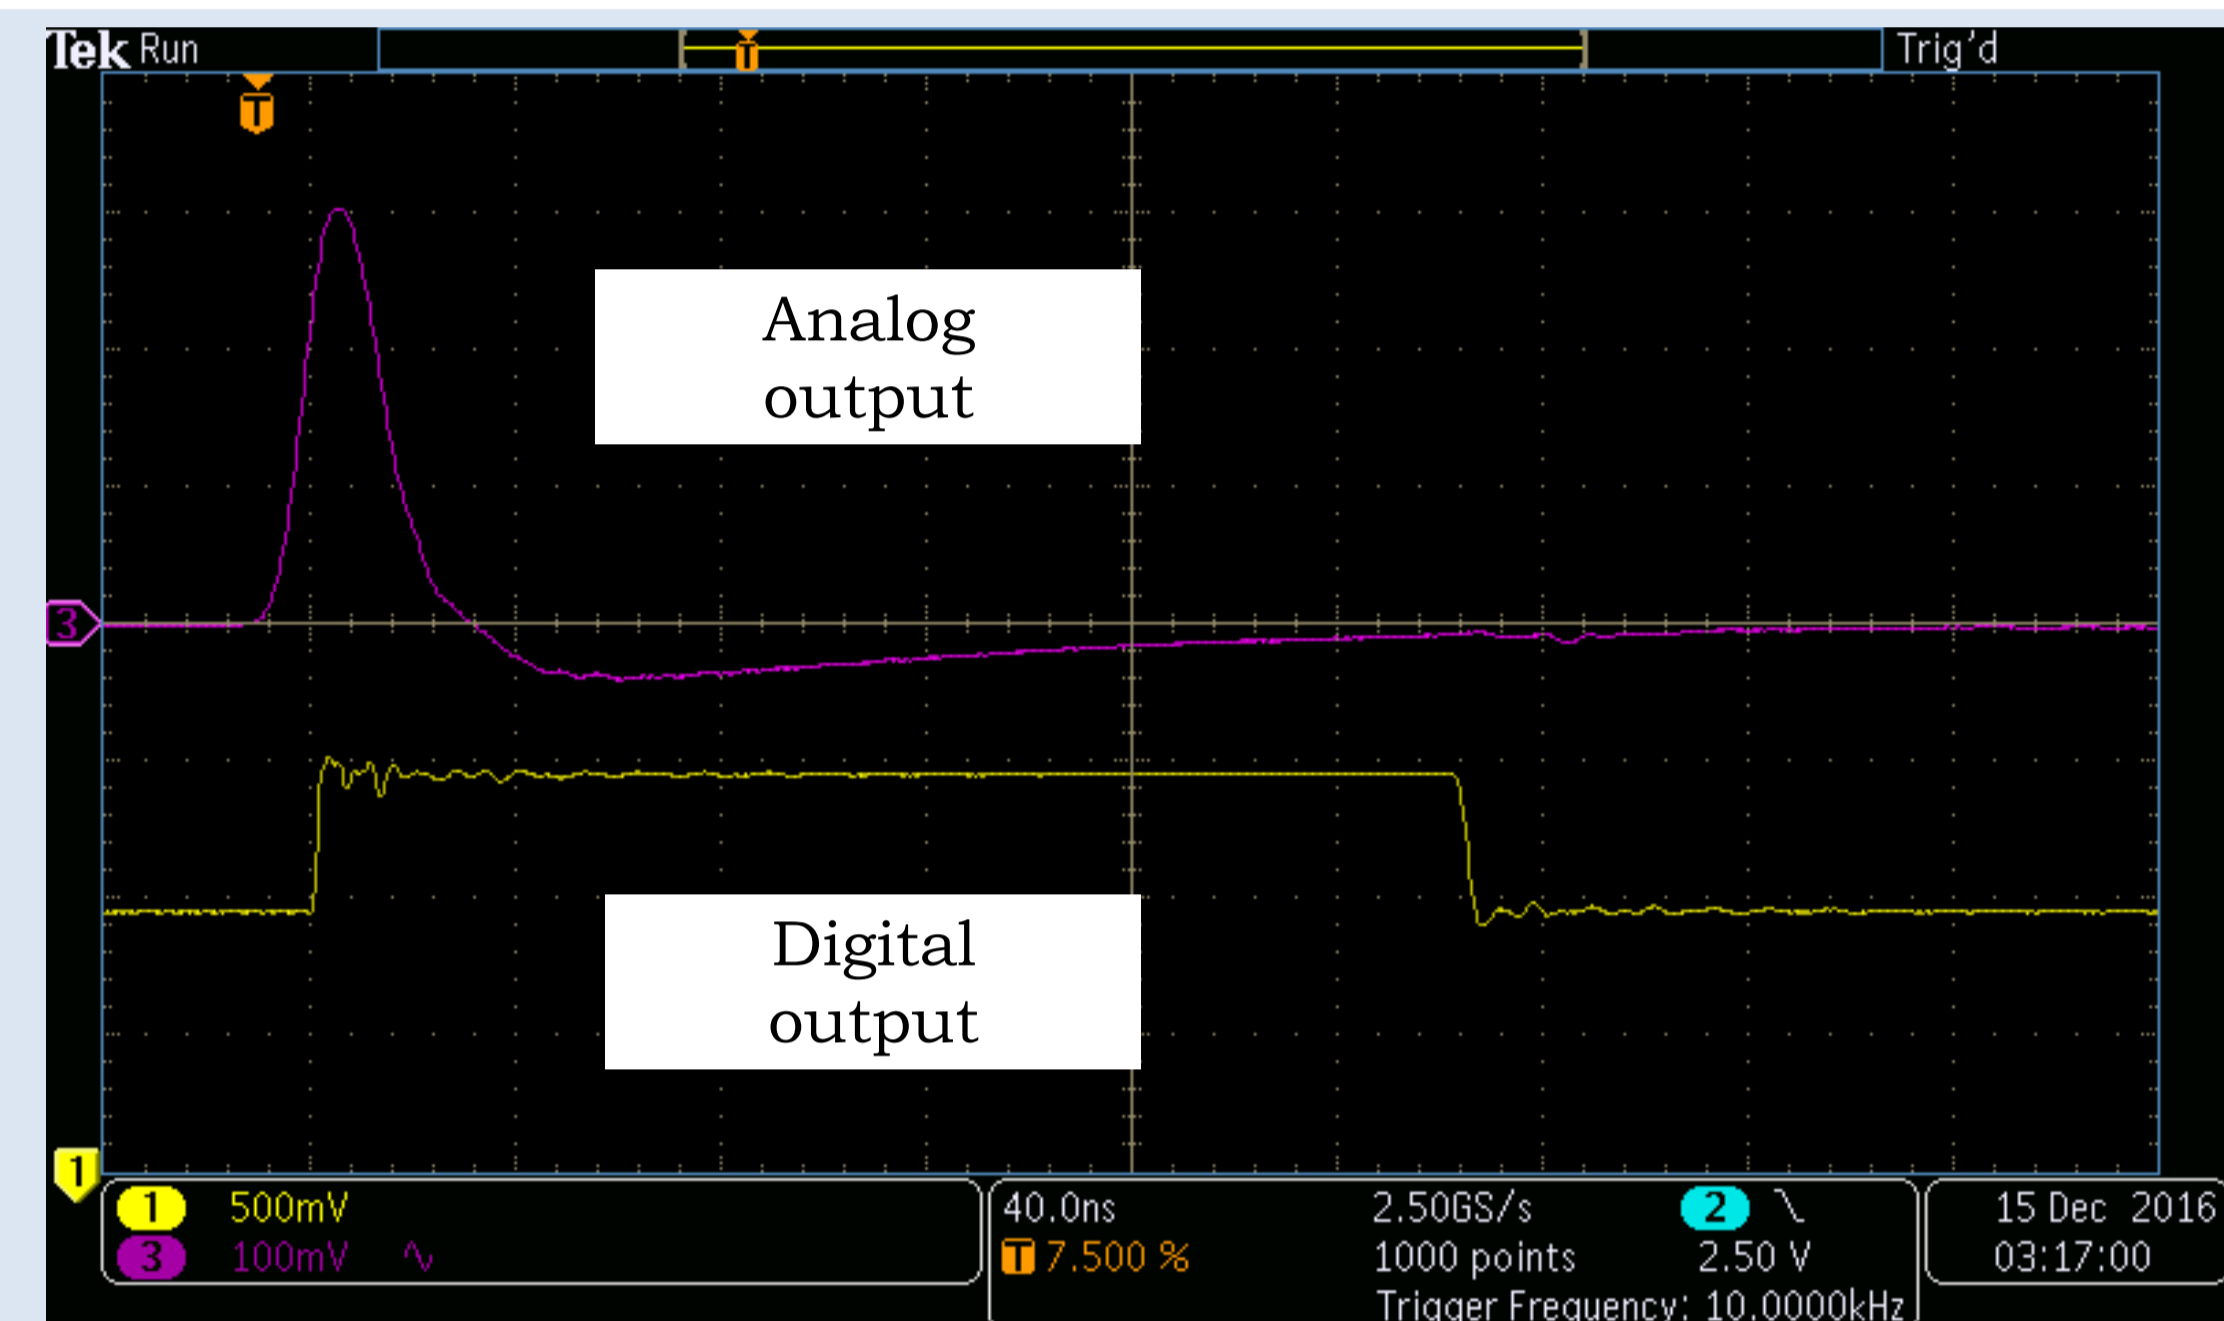 Tek Run
Trig'd
T
T
Analog
output
3
Digital
output
1
1 500mV
3 100mV
40.0ns 2.50GS/s 2
T 7.500 % 1000 points 2.50 V
Trigger Frequency: 10.0000kHz
15 Dec 2016
03:17:00